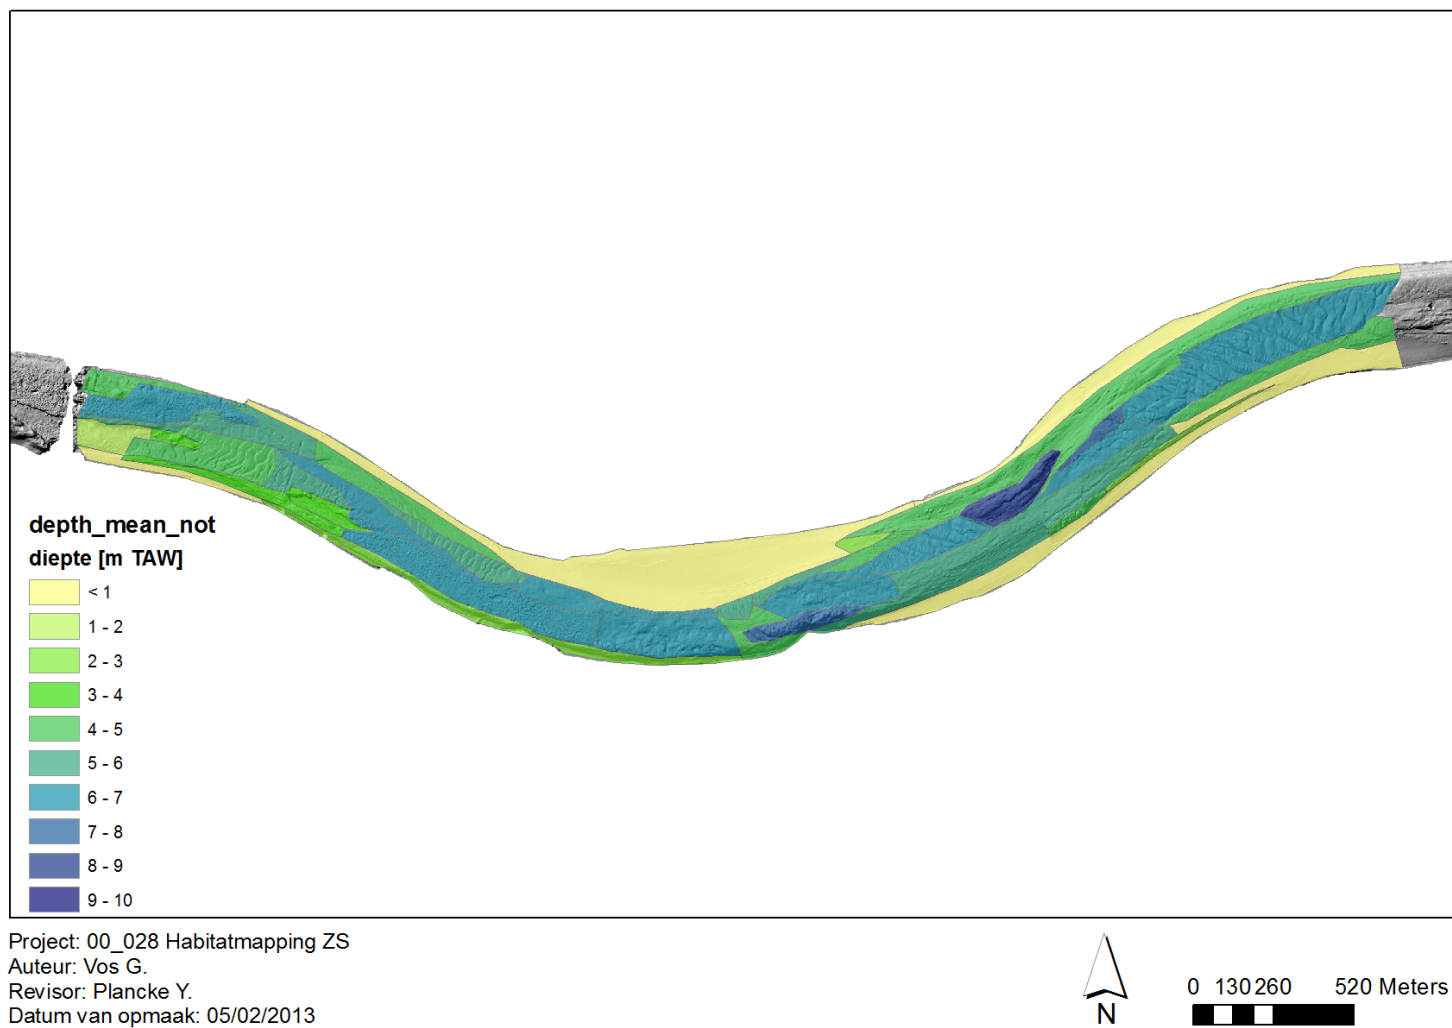 depth_mean_not
diepte [m TAW]
< 1
1 - 2
2 - 3
3 - 4
4 - 5
5 - 6
6 - 7
7 - 8
8 - 9
9 - 10
Project: 00_028 Habitatmapping ZS
Auteur: Vos G.
Revisor: Plancke Y.
Datum van opmaak: 05/02/2013
N
0 130 260 520 Meters